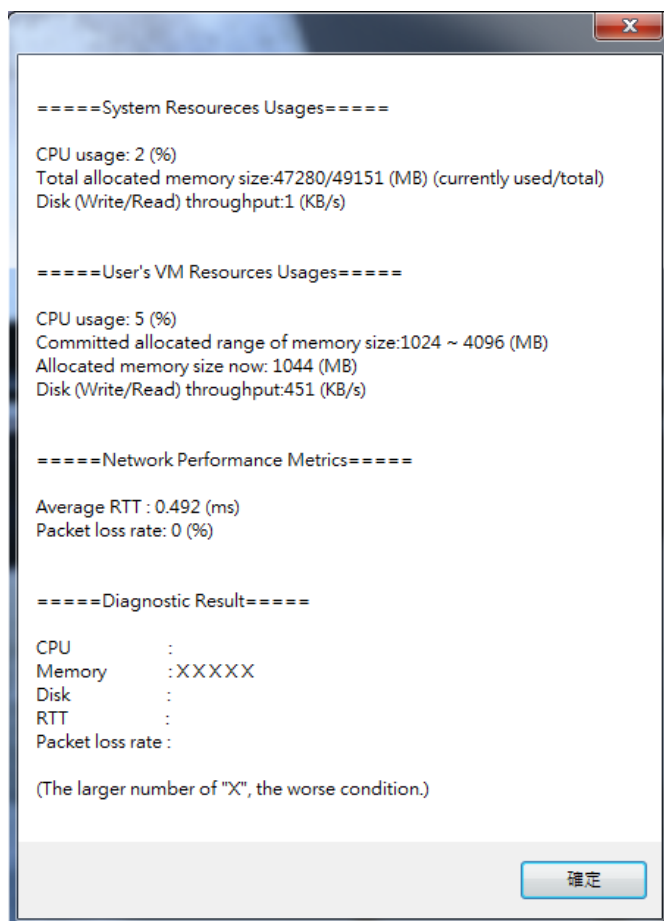 =====System Resoureces Usages=====
CPU usage: 2 (%)
Total allocated memory size:47280/49151 (MB) (currently used/total)
Disk (Write/Read) throughput:1 (KB/s)
=====User's VM Resources Usages=====
CPU usage: 5 (%)
Committed allocated range of memory size:1024 ~ 4096 (MB)
Allocated memory size now: 1044 (MB)
Disk (Write/Read) throughput:451 (KB/s)
=====Network Performance Metrics=====
Average RTT : 0.492 (ms)
Packet loss rate: 0 (%)
=====Diagnostic Result=====
CPU :
Memory :XXXXX
Disk :
RTT :
Packet loss rate :
(The larger number of "X", the worse condition.)
確定